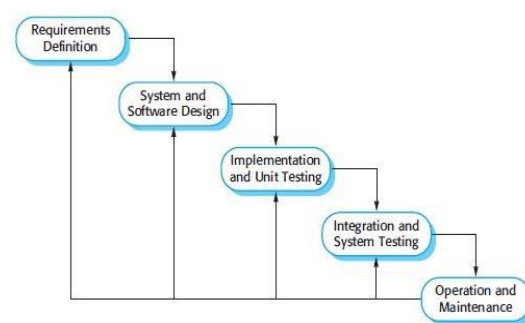 Requirements
Definition
System and
Software Design
Implementation
and Unit Testing
Integration and
System Testing
Operation and
Maintenance